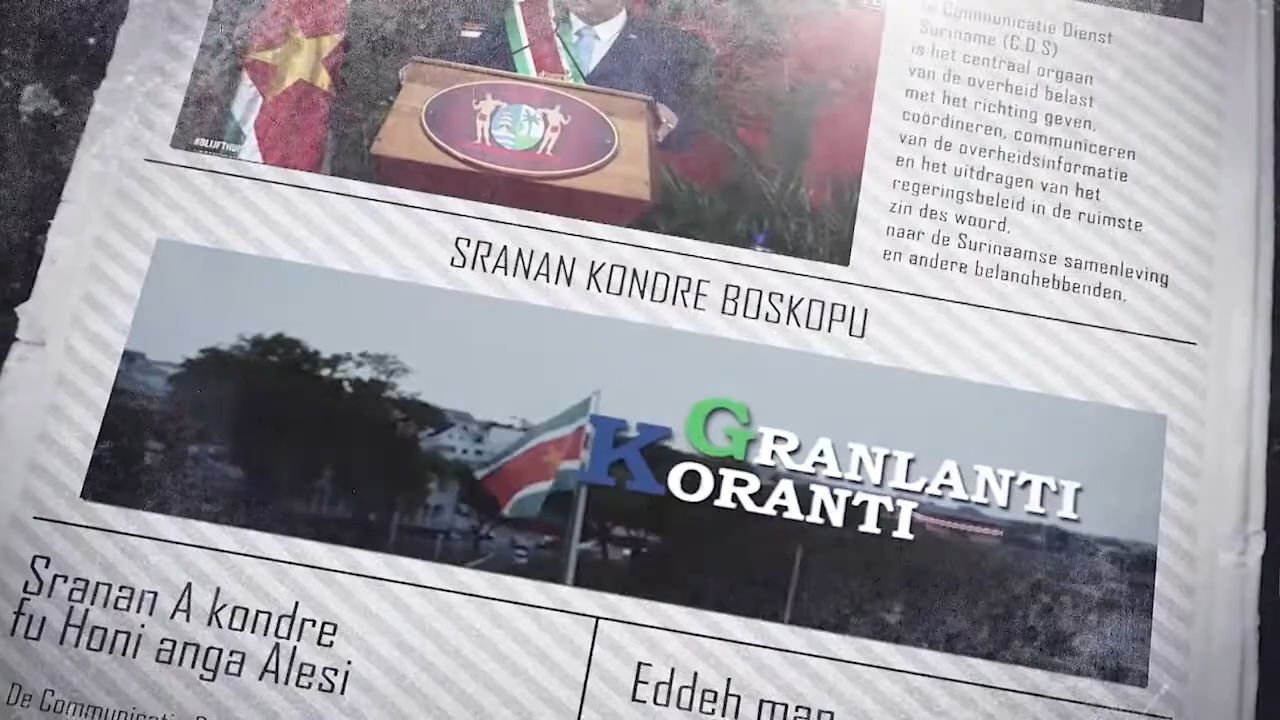 Communicatie Dienst
Suriname (C.D.S)
is het centraal orgaan
van de overheid belast
met het richting geven,
coördineren, communiceren
van de overheidsinformatie
en het uitdragen van het
regeringsbeleid in de ruimste
zin des woord,
naar de Surinaamse samenleving
en andere belanghebbenden.
SRANAN KONDRE BOSKOPU
GRANLANTI
KORANTI
Sranan A kondre
fu Honi anga Alesi
Eddeh man
De